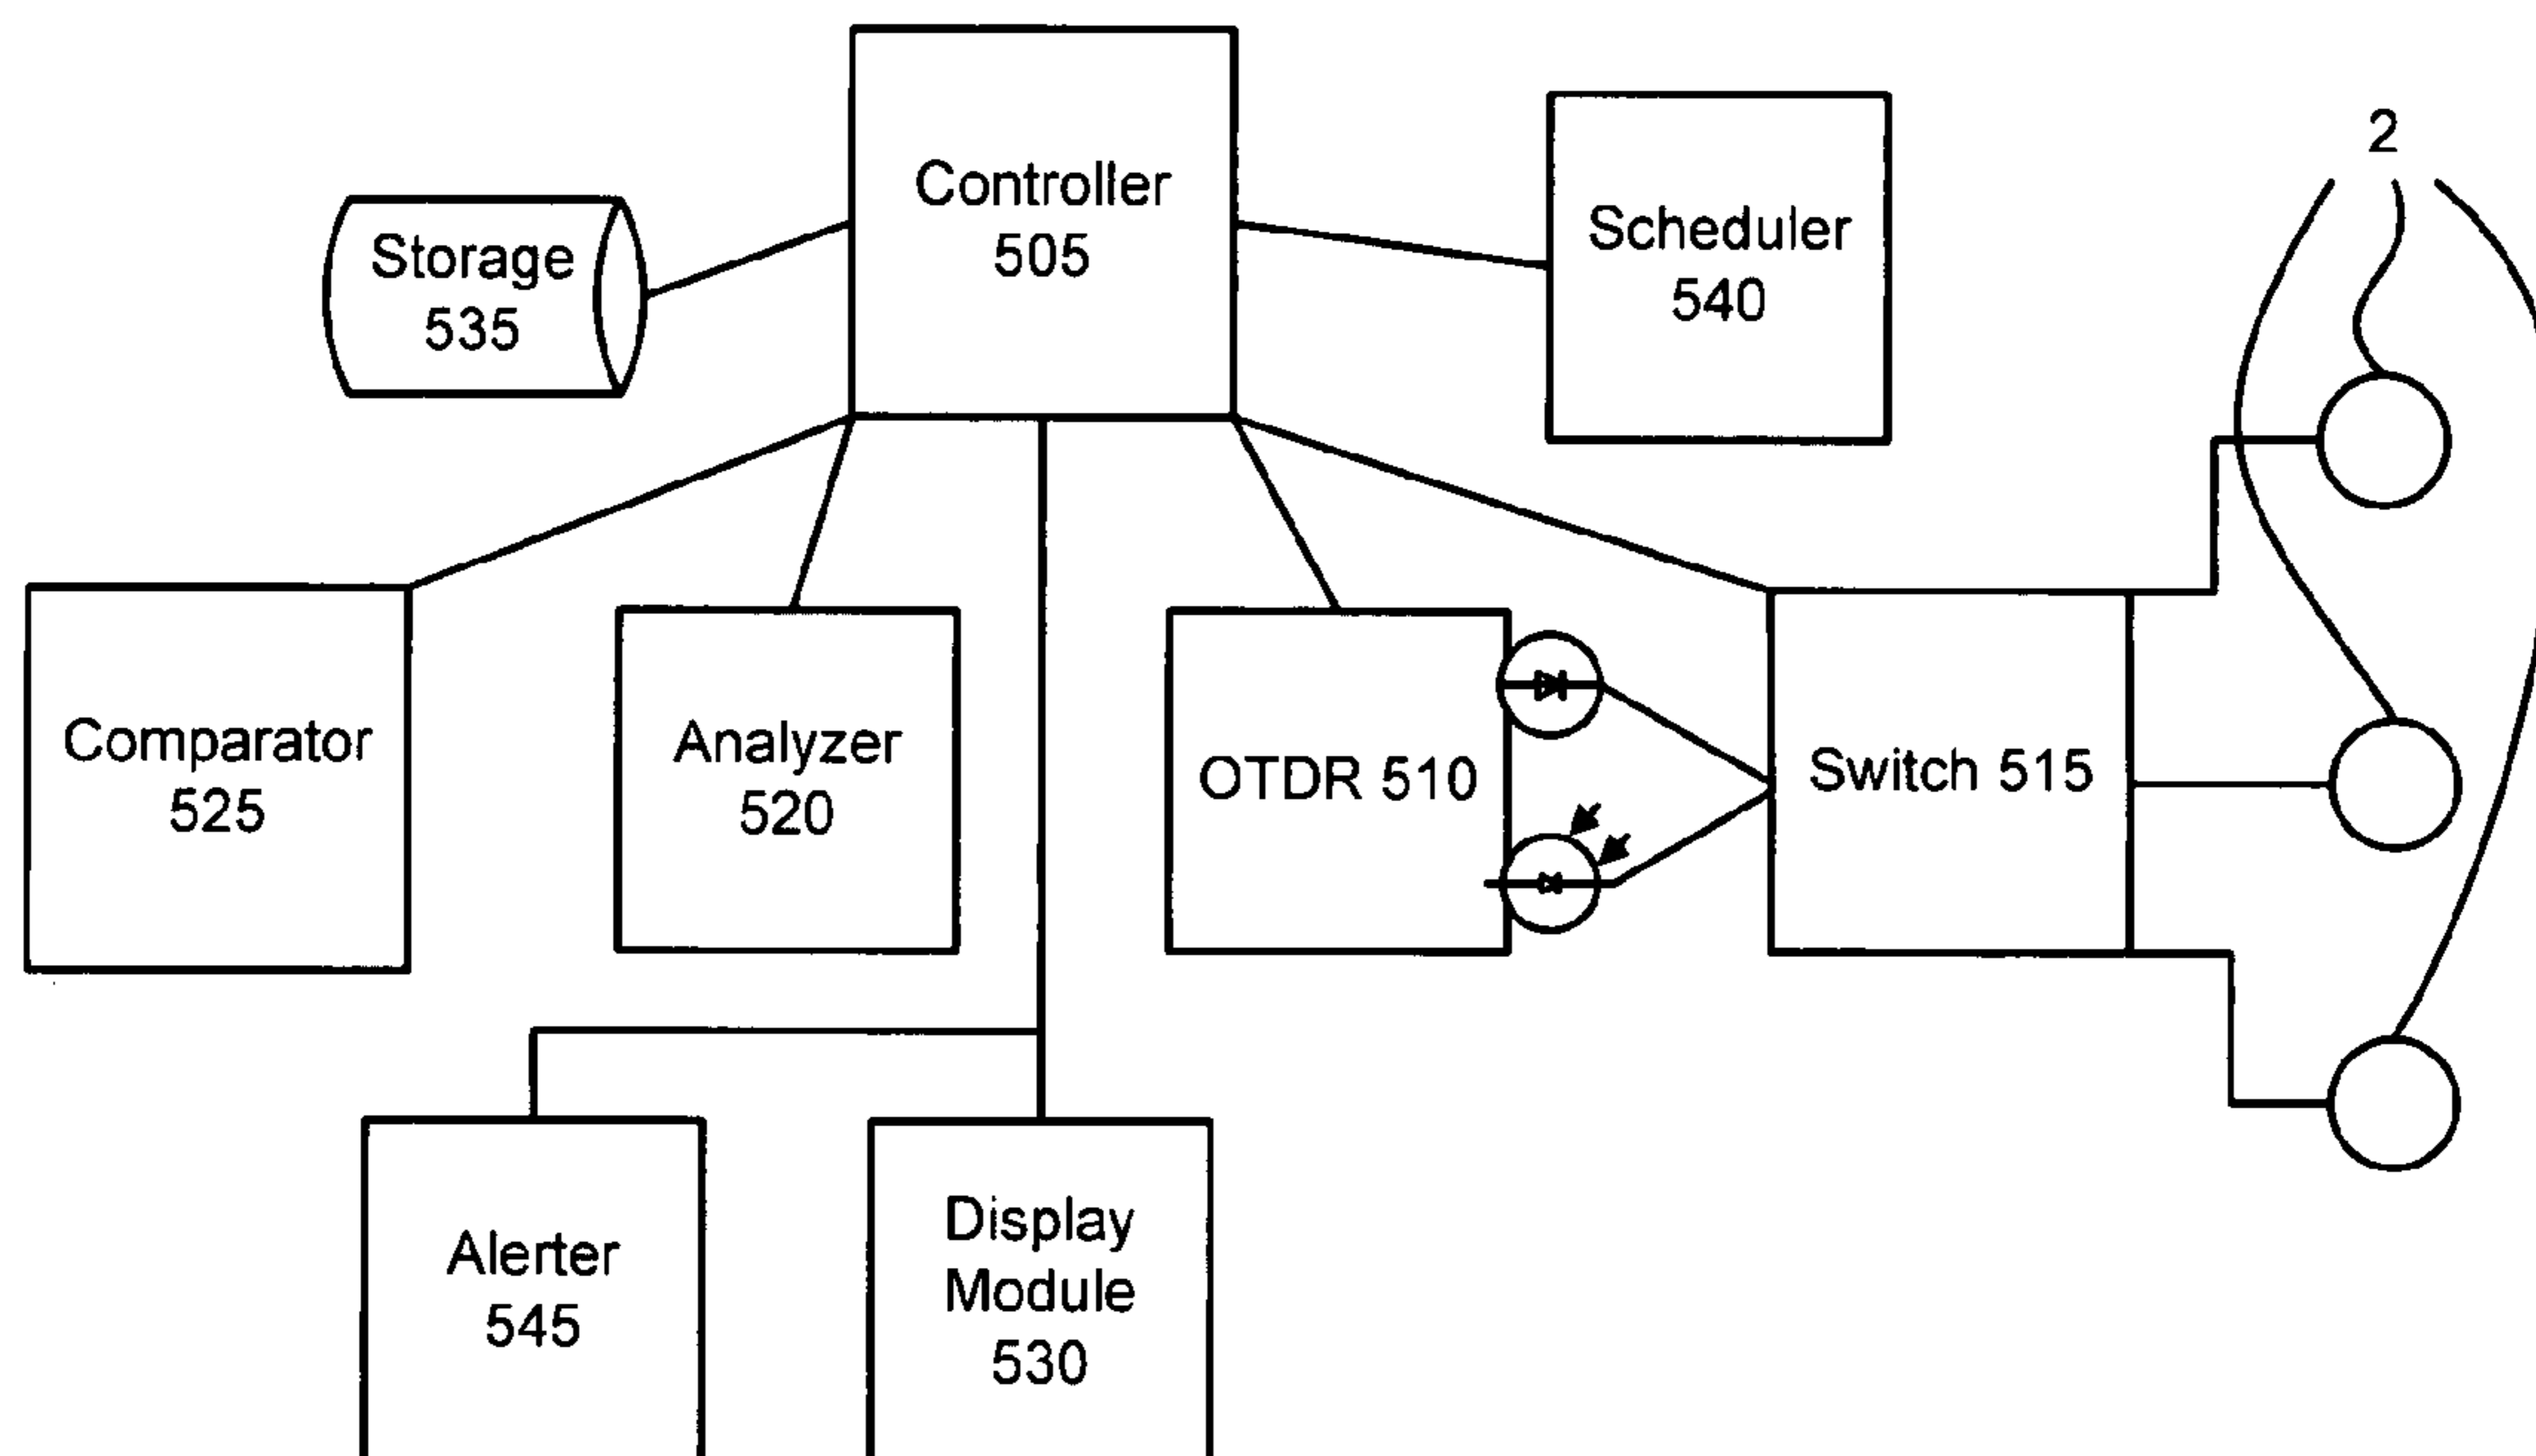 Controller
505
Storage
535
Scheduler
540
2
Comparator
525
Analyzer
520
OTDR 510
Switch 515
Alerter
545
Display
Module
530